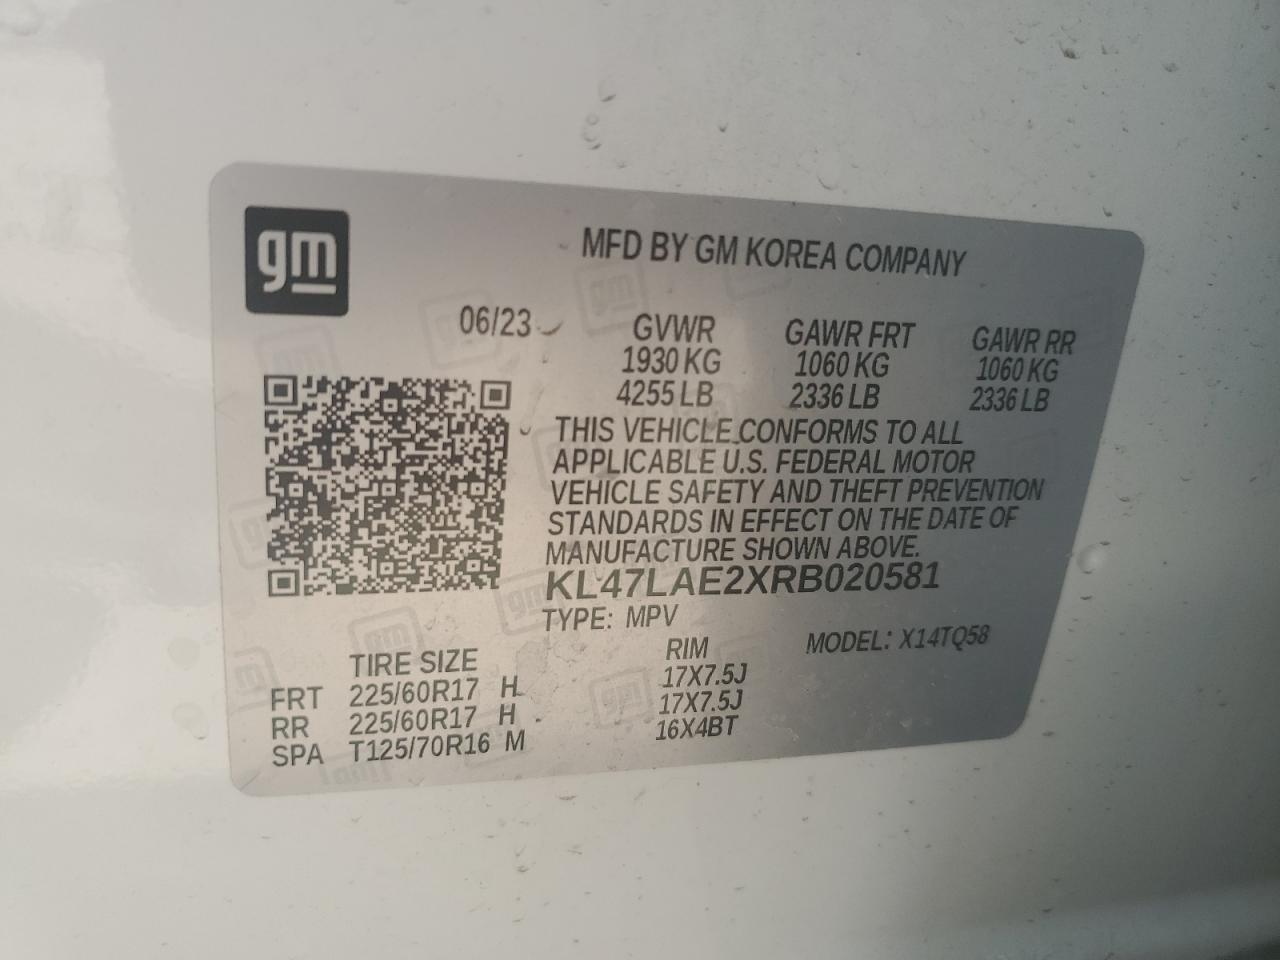 gm
MFD BY GM KOREA COMPANY
06/23 GVWR GAWR FRT GAWR RR
1930 KG 1060 KG 1060 KG
4255 LB 2336 LB 2336 LB
THIS VEHICLE CONFORMS TO ALL
APPLICABLE U.S. FEDERAL MOTOR
VEHICLE SAFETY AND THEFT PREVENTION
STANDARDS IN EFFECT ON THE DATE OF
MANUFACTURE SHOWN ABOVE.
KL47LAE2XRB020581
TYPE: MPV MODEL: X14TQ58
TIRE SIZE RIM
FRT 225/60R17 H 17X7.5J
RR 225/60R17 H 17X7.5J
SPA T125/70R16 M 16X4BT